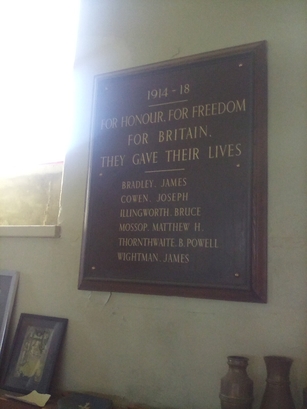 1914 - 18
FOR HONOUR, FOR FREEDOM
FOR BRITAIN,
THEY GAVE THEIR LIVES
BRADLEY, JAMES
COWEN, JOSEPH
ILLINGWORTH, BRUCE
MOSSOP, MATTHEW H.
THORNTHWAITE, B. POWELL
WIGHTMAN, JAMES